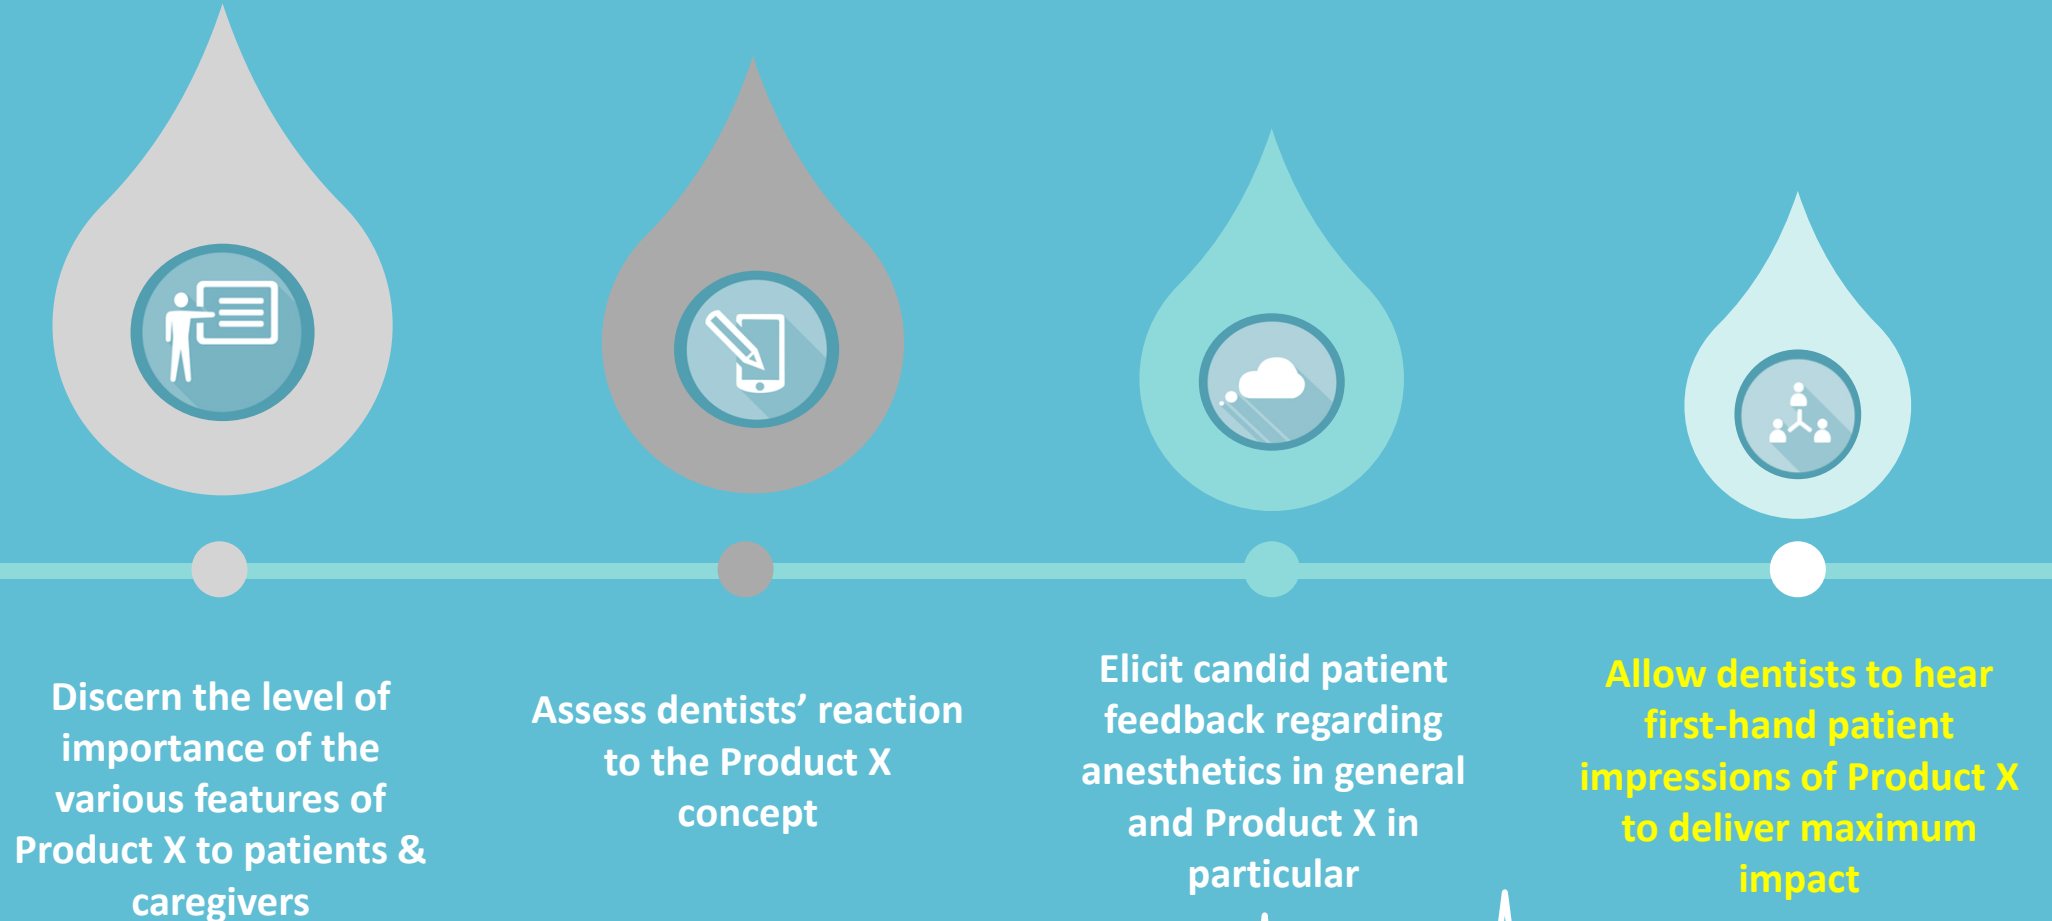 Discern the level of
importance of the
various features of
Product X to patients &
caregivers
Assess dentists’ reaction
to the Product X
concept
Elicit candid patient
feedback regarding
anesthetics in general
and Product X in
particular
Allow dentists to hear
first-hand patient
impressions of Product X
to deliver maximum
impact